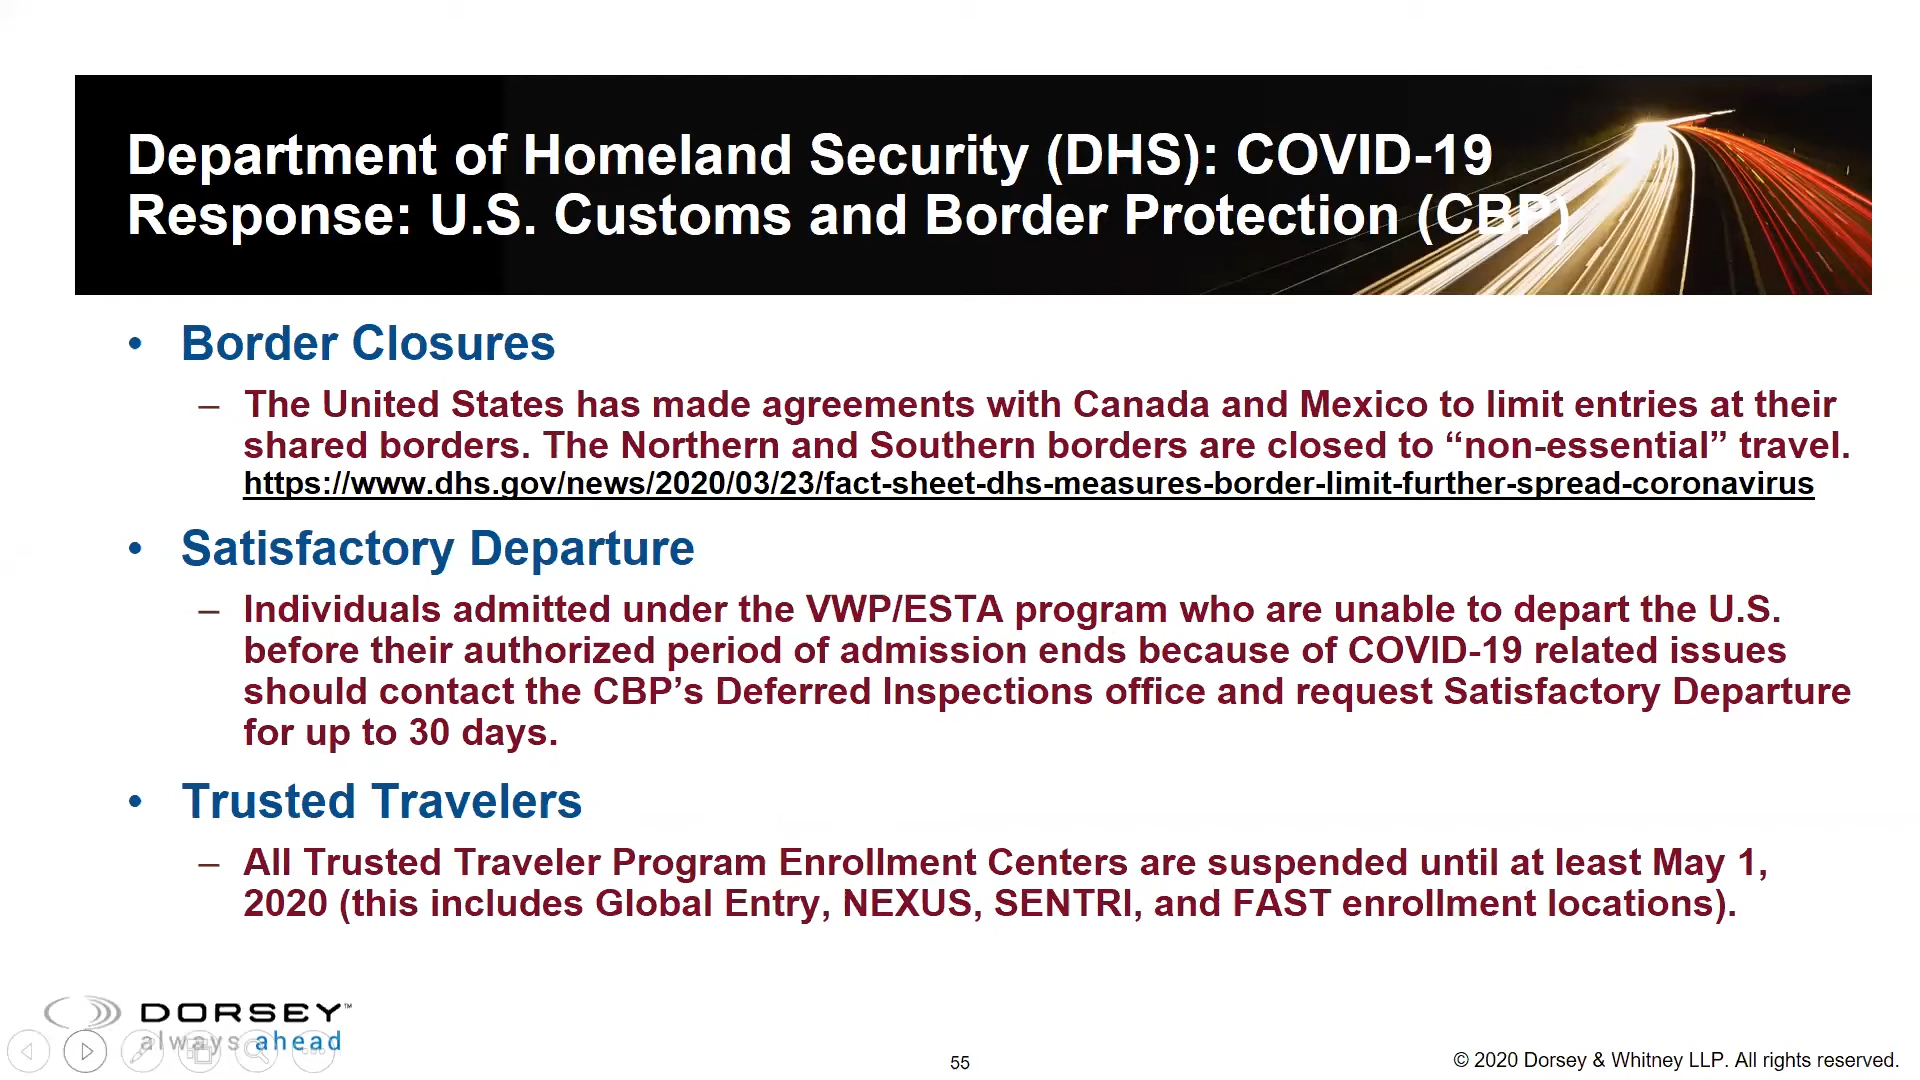 Department of Homeland Security (DHS): COVID-19
Response: U.S. Customs and Border Protection (CBP)
• Border Closures
– The United States has made agreements with Canada and Mexico to limit entries at their
shared borders. The Northern and Southern borders are closed to “non-essential” travel.
https://www.dhs.gov/news/2020/03/23/fact-sheet-dhs-measures-border-limit-further-spread-coronavirus
• Satisfactory Departure
– Individuals admitted under the VWP/ESTA program who are unable to depart the U.S.
before their authorized period of admission ends because of COVID-19 related issues
should contact the CBP’s Deferred Inspections office and request Satisfactory Departure
for up to 30 days.
• Trusted Travelers
– All Trusted Traveler Program Enrollment Centers are suspended until at least May 1,
2020 (this includes Global Entry, NEXUS, SENTRI, and FAST enrollment locations).
DORSEY™
always ahead
55
© 2020 Dorsey & Whitney LLP. All rights reserved.